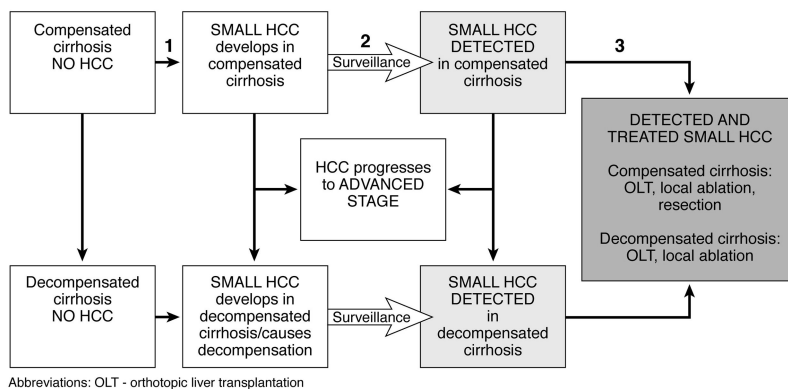 Compensated
cirrhosis
NO HCC
1
SMALL HCC
develops in
compensated
cirrhosis
2
Surveillance
SMALL HCC
DETECTED
in compensated
cirrhosis
3
DETECTED AND
TREATED SMALL HCC
Compensated cirrhosis:
OLT, local ablation,
resection
Decompensated cirrhosis:
OLT, local ablation
HCC progresses
to ADVANCED
STAGE
Decompensated
cirrhosis
NO HCC
SMALL HCC
develops in
decompensated
cirrhosis/causes
decompensation
Surveillance
SMALL HCC
DETECTED
in
decompensated
cirrhosis
Abbreviations: OLT - orthotopic liver transplantation